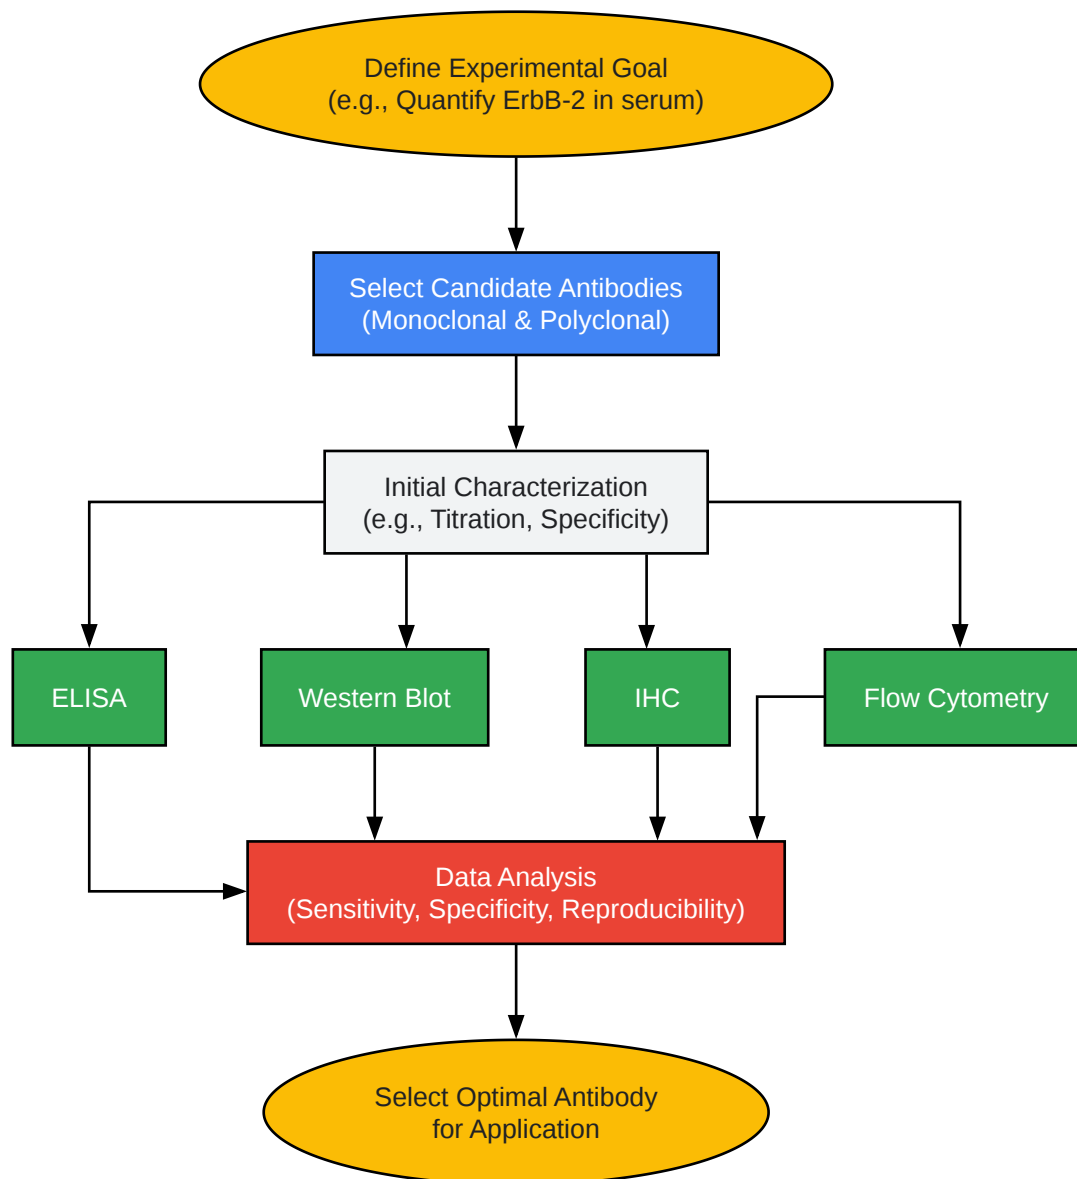 Define Experimental Goal
(e.g., Quantify ErbB-2 in serum)
Select Candidate Antibodies
(Monoclonal & Polyclonal)
Initial Characterization
(e.g., Titration, Specificity)
ELISA
Western Blot
IHC
Flow Cytometry
Data Analysis
(Sensitivity, Specificity, Reproducibility)
Select Optimal Antibody
for Application